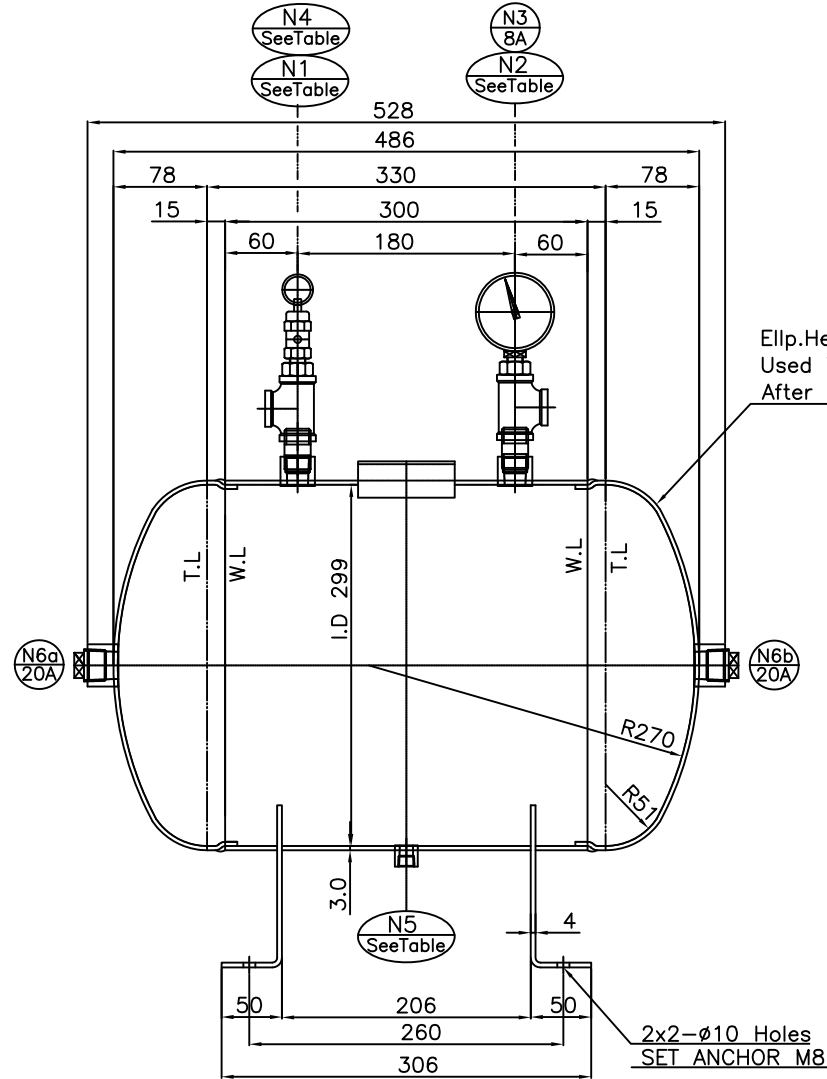 N4
SeeTable
N1
SeeTable
N3
8A
N2
SeeTable
528
486
78
330
78
15
300
15
60
180
60
Used
After
T.L
W.L
I.D 299
W.L
T.L
N6a
20A
N6b
20A
R270
R51
3.0
N5
SeeTable
4
50
206
50
260
306
2x2-ø10 Holes
SET ANCHOR M8